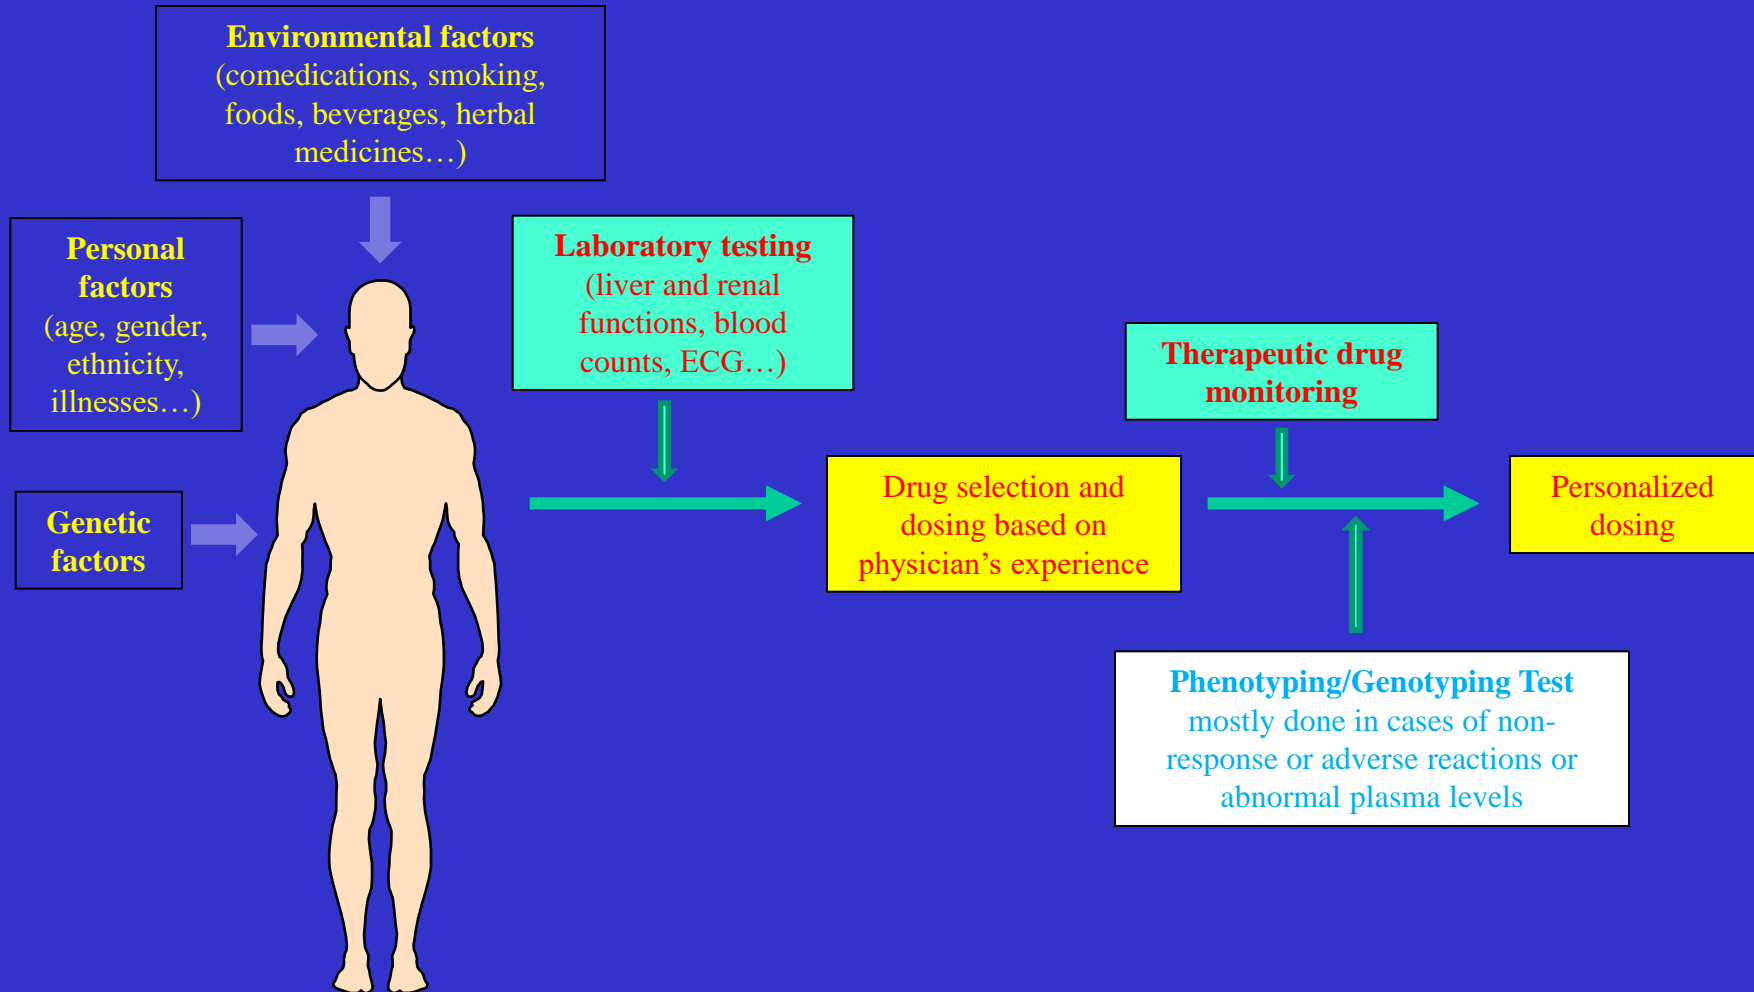 Environmental factors
(comedications, smoking,
foods, beverages, herbal
medicines…)
Personal
factors
(age, gender,
ethnicity,
illnesses…)
Genetic
factors
Laboratory testing
(liver and renal
functions, blood
counts, ECG…)
Drug selection and
dosing based on
physician’s experience
Therapeutic drug
monitoring
Personalized
dosing
Phenotyping/Genotyping Test
mostly done in cases of non-
response or adverse reactions or
abnormal plasma levels